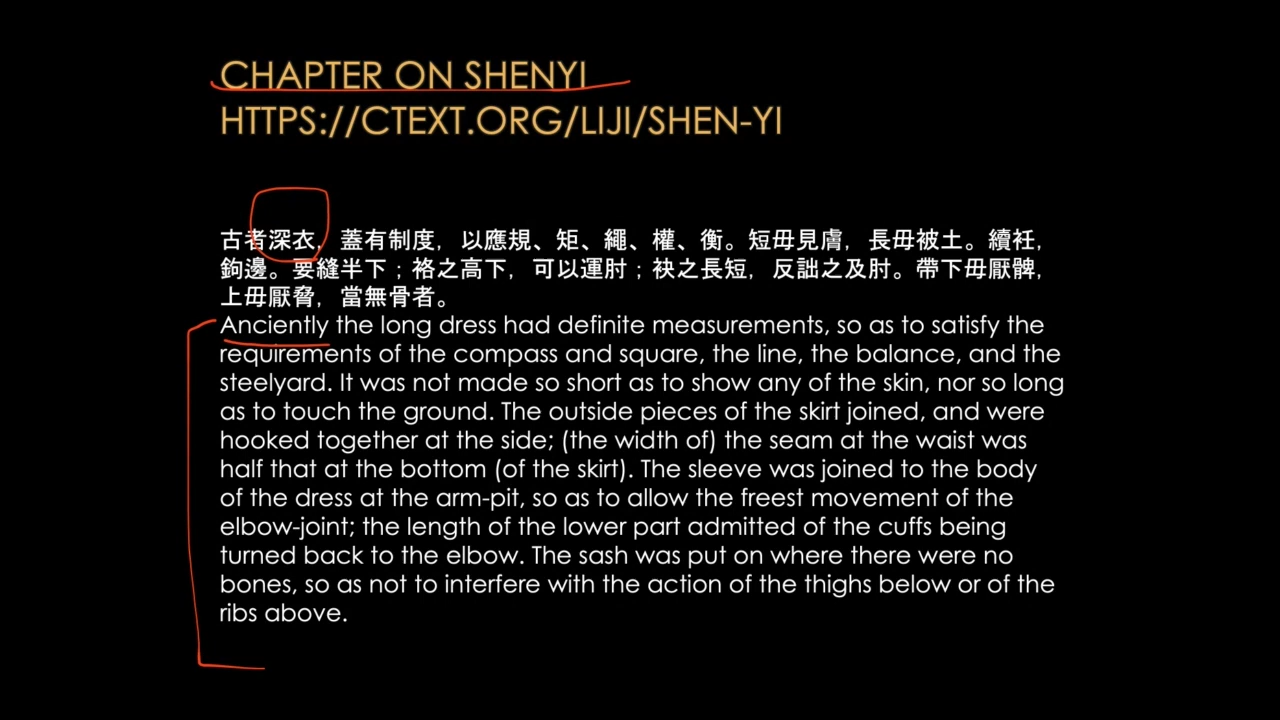 CHAPTER ON SHENYI
HTTPS://CTEXT.ORG/LIJI/SHEN-YI
古者深衣，蓋有制度，以應規、矩、繩、權、衡。短毋見膚，長毋被土。續衽，
鉤邊。要縫半下；袼之高下，可以運肘；袂之長短，反詘之及肘。帶下毋厭髀，
上毋厭脅，當無骨者。
Anciently the long dress had definite measurements, so as to satisfy the
requirements of the compass and square, the line, the balance, and the
steelyard. It was not made so short as to show any of the skin, nor so long
as to touch the ground. The outside pieces of the skirt joined, and were
hooked together at the side; (the width of) the seam at the waist was
half that at the bottom (of the skirt). The sleeve was joined to the body
of the dress at the arm-pit, so as to allow the freest movement of the
elbow-joint; the length of the lower part admitted of the cuffs being
turned back to the elbow. The sash was put on where there were no
bones, so as not to interfere with the action of the thighs below or of the
ribs above.